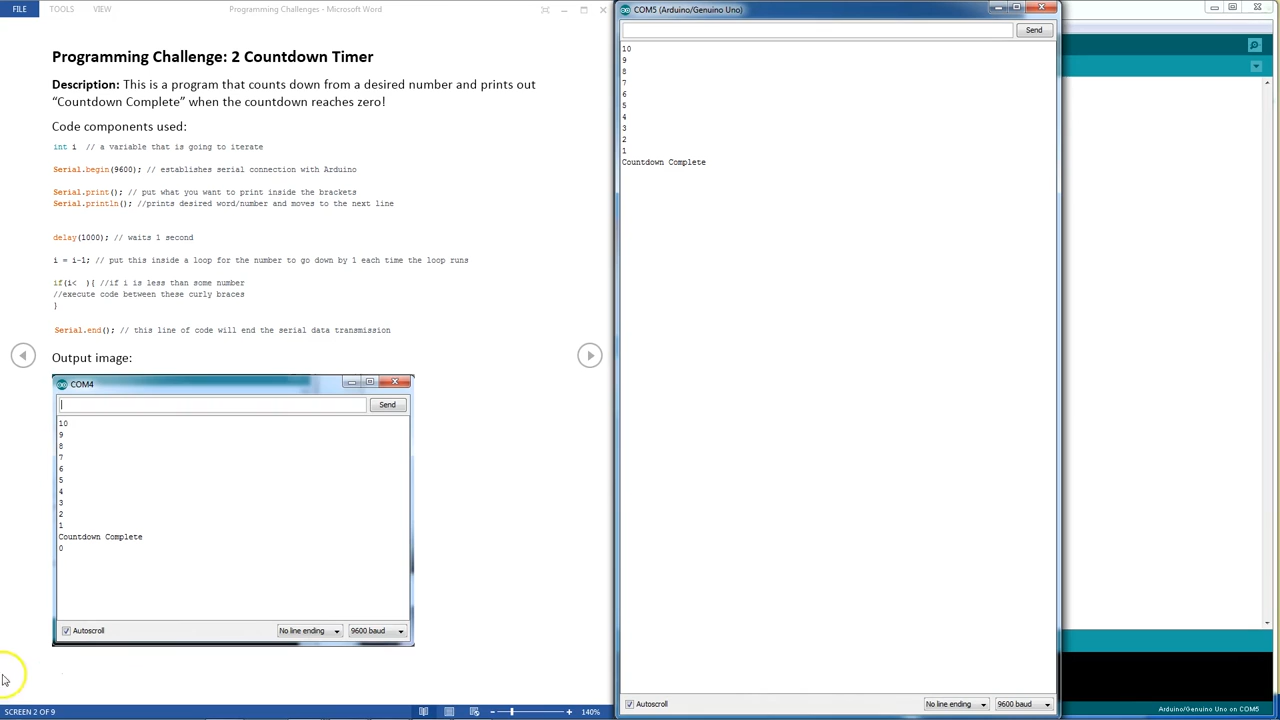 FILE TOOLS VIEW Programming Challenges - Microsoft Word
Programming Challenge: 2 Countdown Timer
Description: This is a program that counts down from a desired number and prints out
“Countdown Complete” when the countdown reaches zero!
Code components used:
int i // a variable that is going to iterate
Serial.begin(9600); // establishes serial connection with Arduino
Serial.print(); // put what you want to print inside the brackets
Serial.println(); //prints desired word/number and moves to the next line
delay(1000); // waits 1 second
i = i-1; // put this inside a loop for the number to go down by 1 each time the loop runs
if(i< ){ //if i is less than some number
//execute code between these curly braces
}
Serial.end(); // this line of code will end the serial data transmission
Output image:
COM4
Send
10
9
8
7
6
5
4
3
2
1
Countdown Complete
0
Autoscroll No line ending 9600 baud
SCREEN 2 OF 9 140%
COM5 (Arduino/Genuino Uno)
Send
10
9
8
7
6
5
4
3
2
1
Countdown Complete
Autoscroll No line ending 9600 baud
Arduino/Genuino Uno on COM5